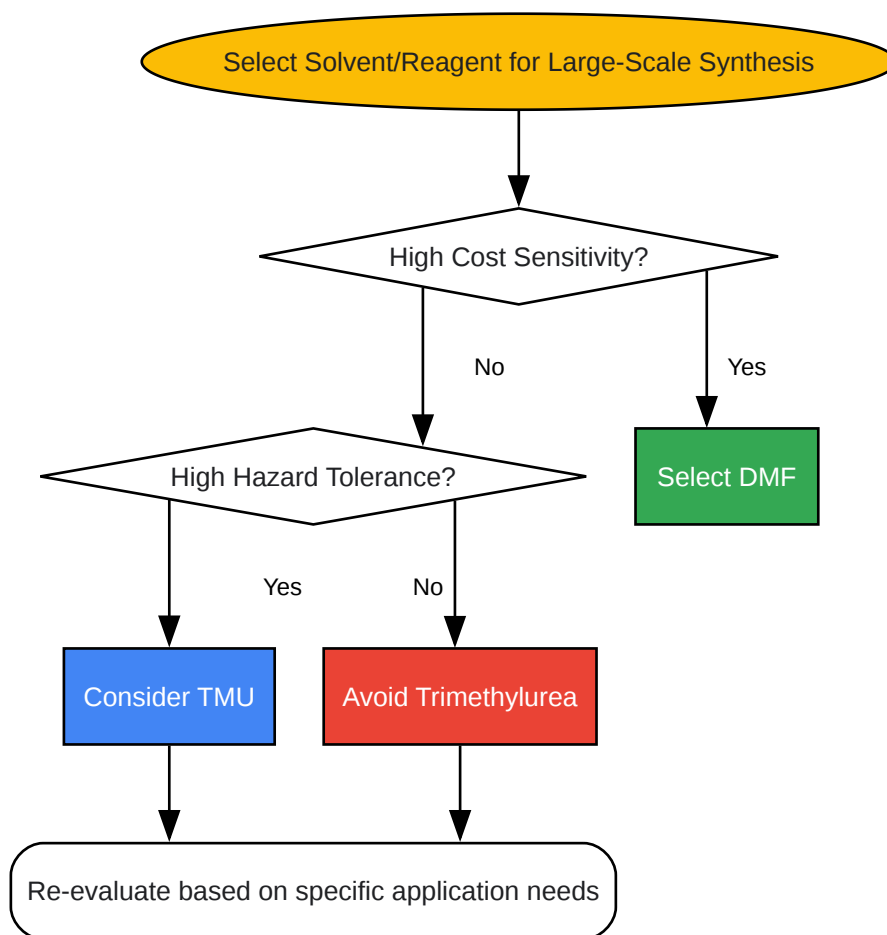 Select Solvent/Reagent for Large-Scale Synthesis
High Cost Sensitivity?
No
Yes
High Hazard Tolerance?
Select DMF
Yes
No
Consider TMU
Avoid Trimethylurea
Re-evaluate based on specific application needs